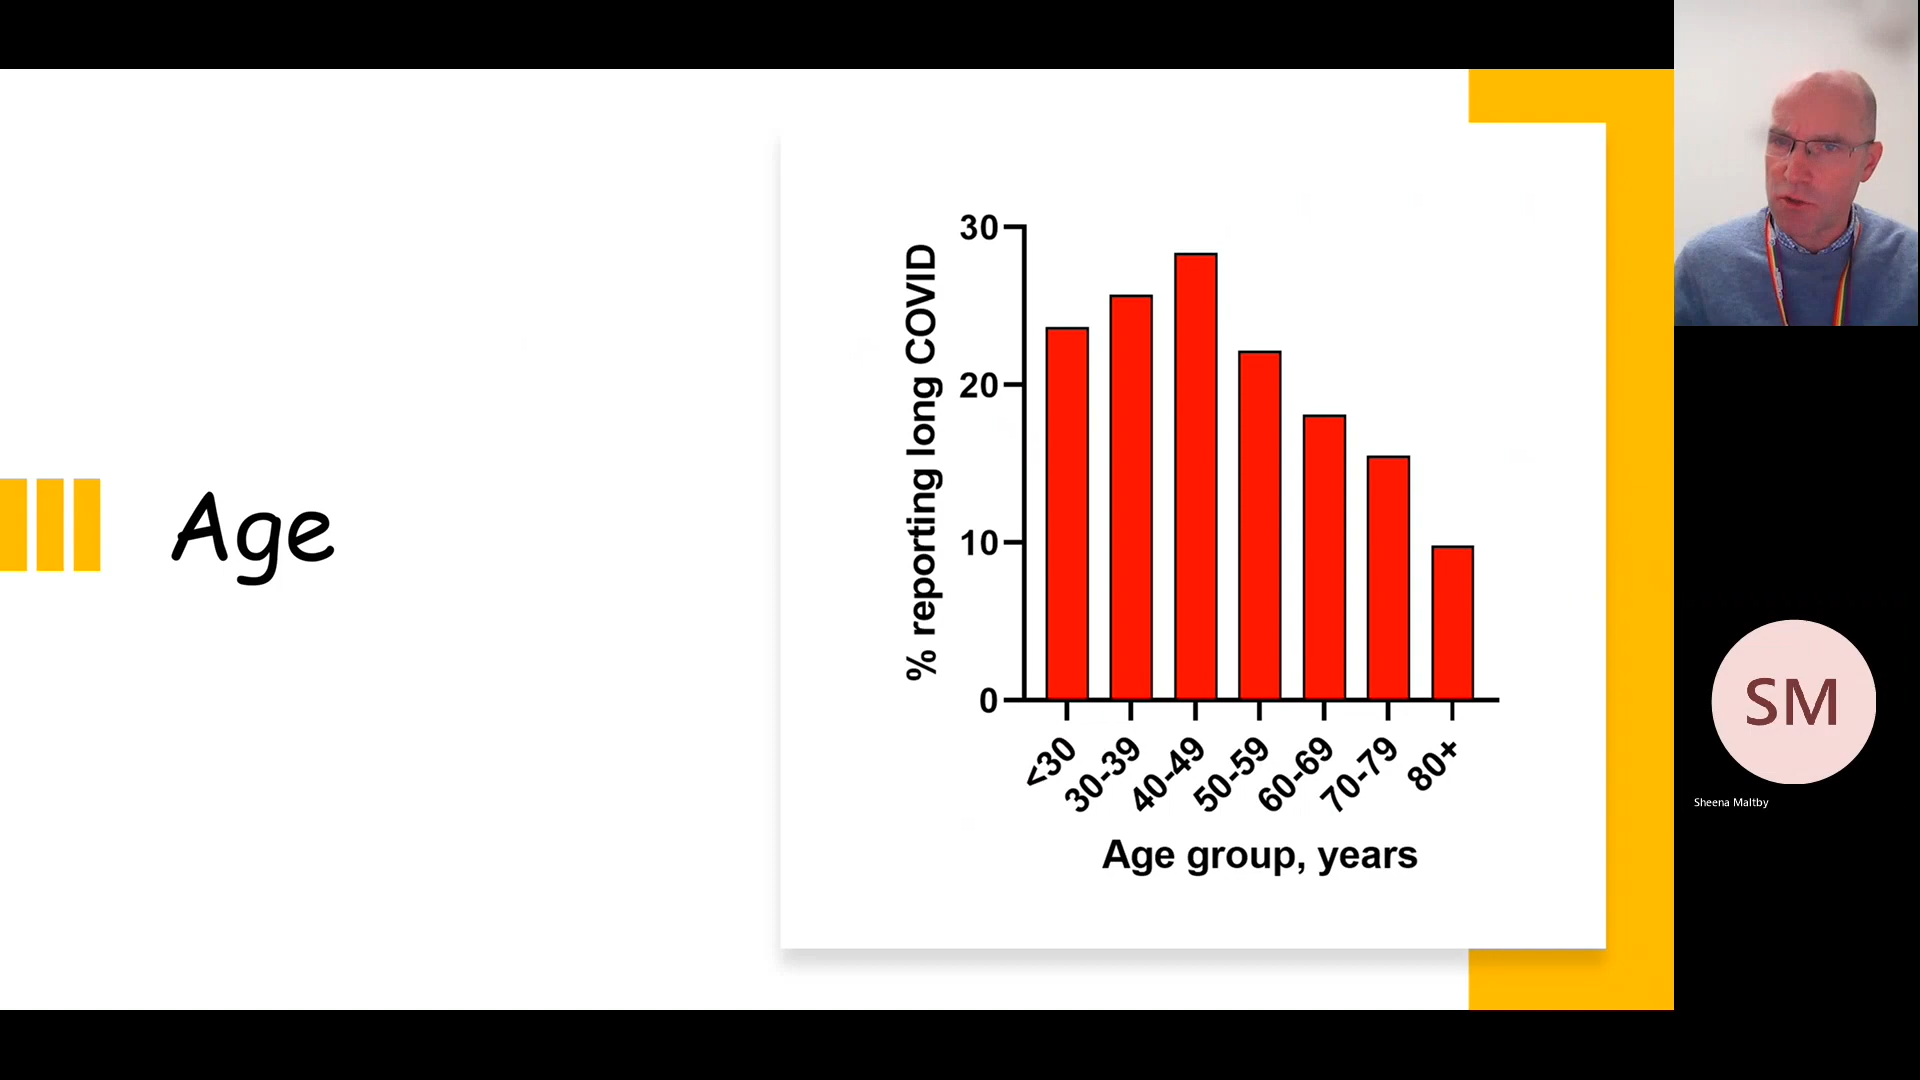 Age
% reporting long COVID
30
20
10
0
<30
30-39
40-49
50-59
60-69
70-79
80+
Age group, years
SM
Sheena Maltby